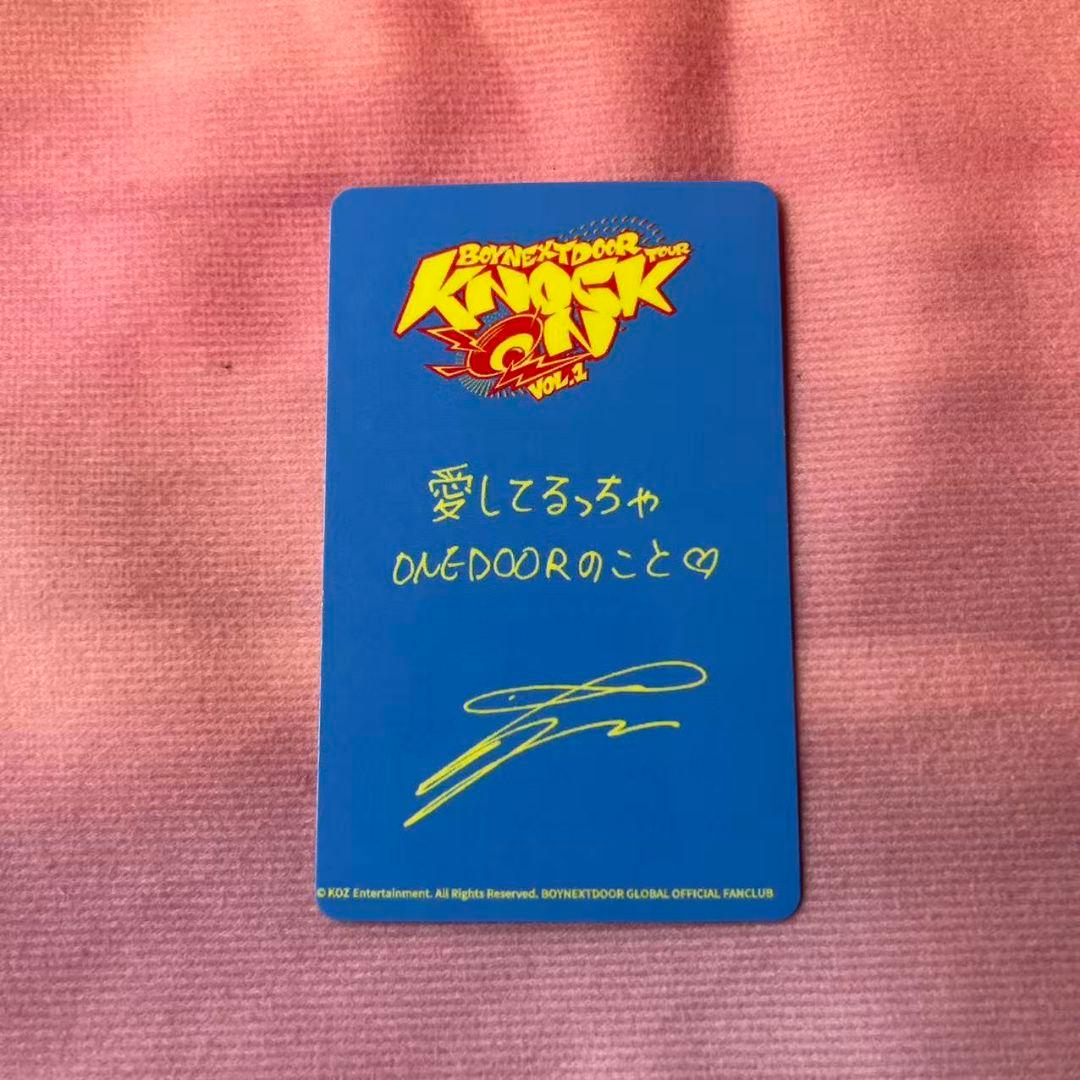 BOYNEXTDOOR TOUR
KNOCK
ON
VOL.1
愛してるっちゃ
ONEDOORのこと♡
© KOZ Entertainment. All Rights Reserved. BOYNEXTDOOR GLOBAL OFFICIAL FANCLUB